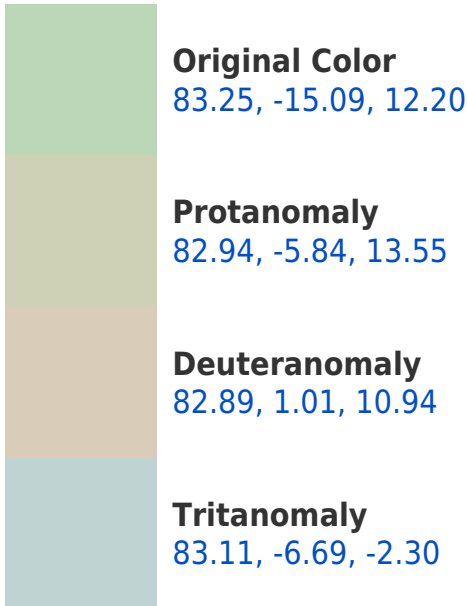 Original Color
83.25, -15.09, 12.20
Protanomaly
82.94, -5.84, 13.55
Deuteranomaly
82.89, 1.01, 10.94
Tritanomaly
83.11, -6.69, -2.30